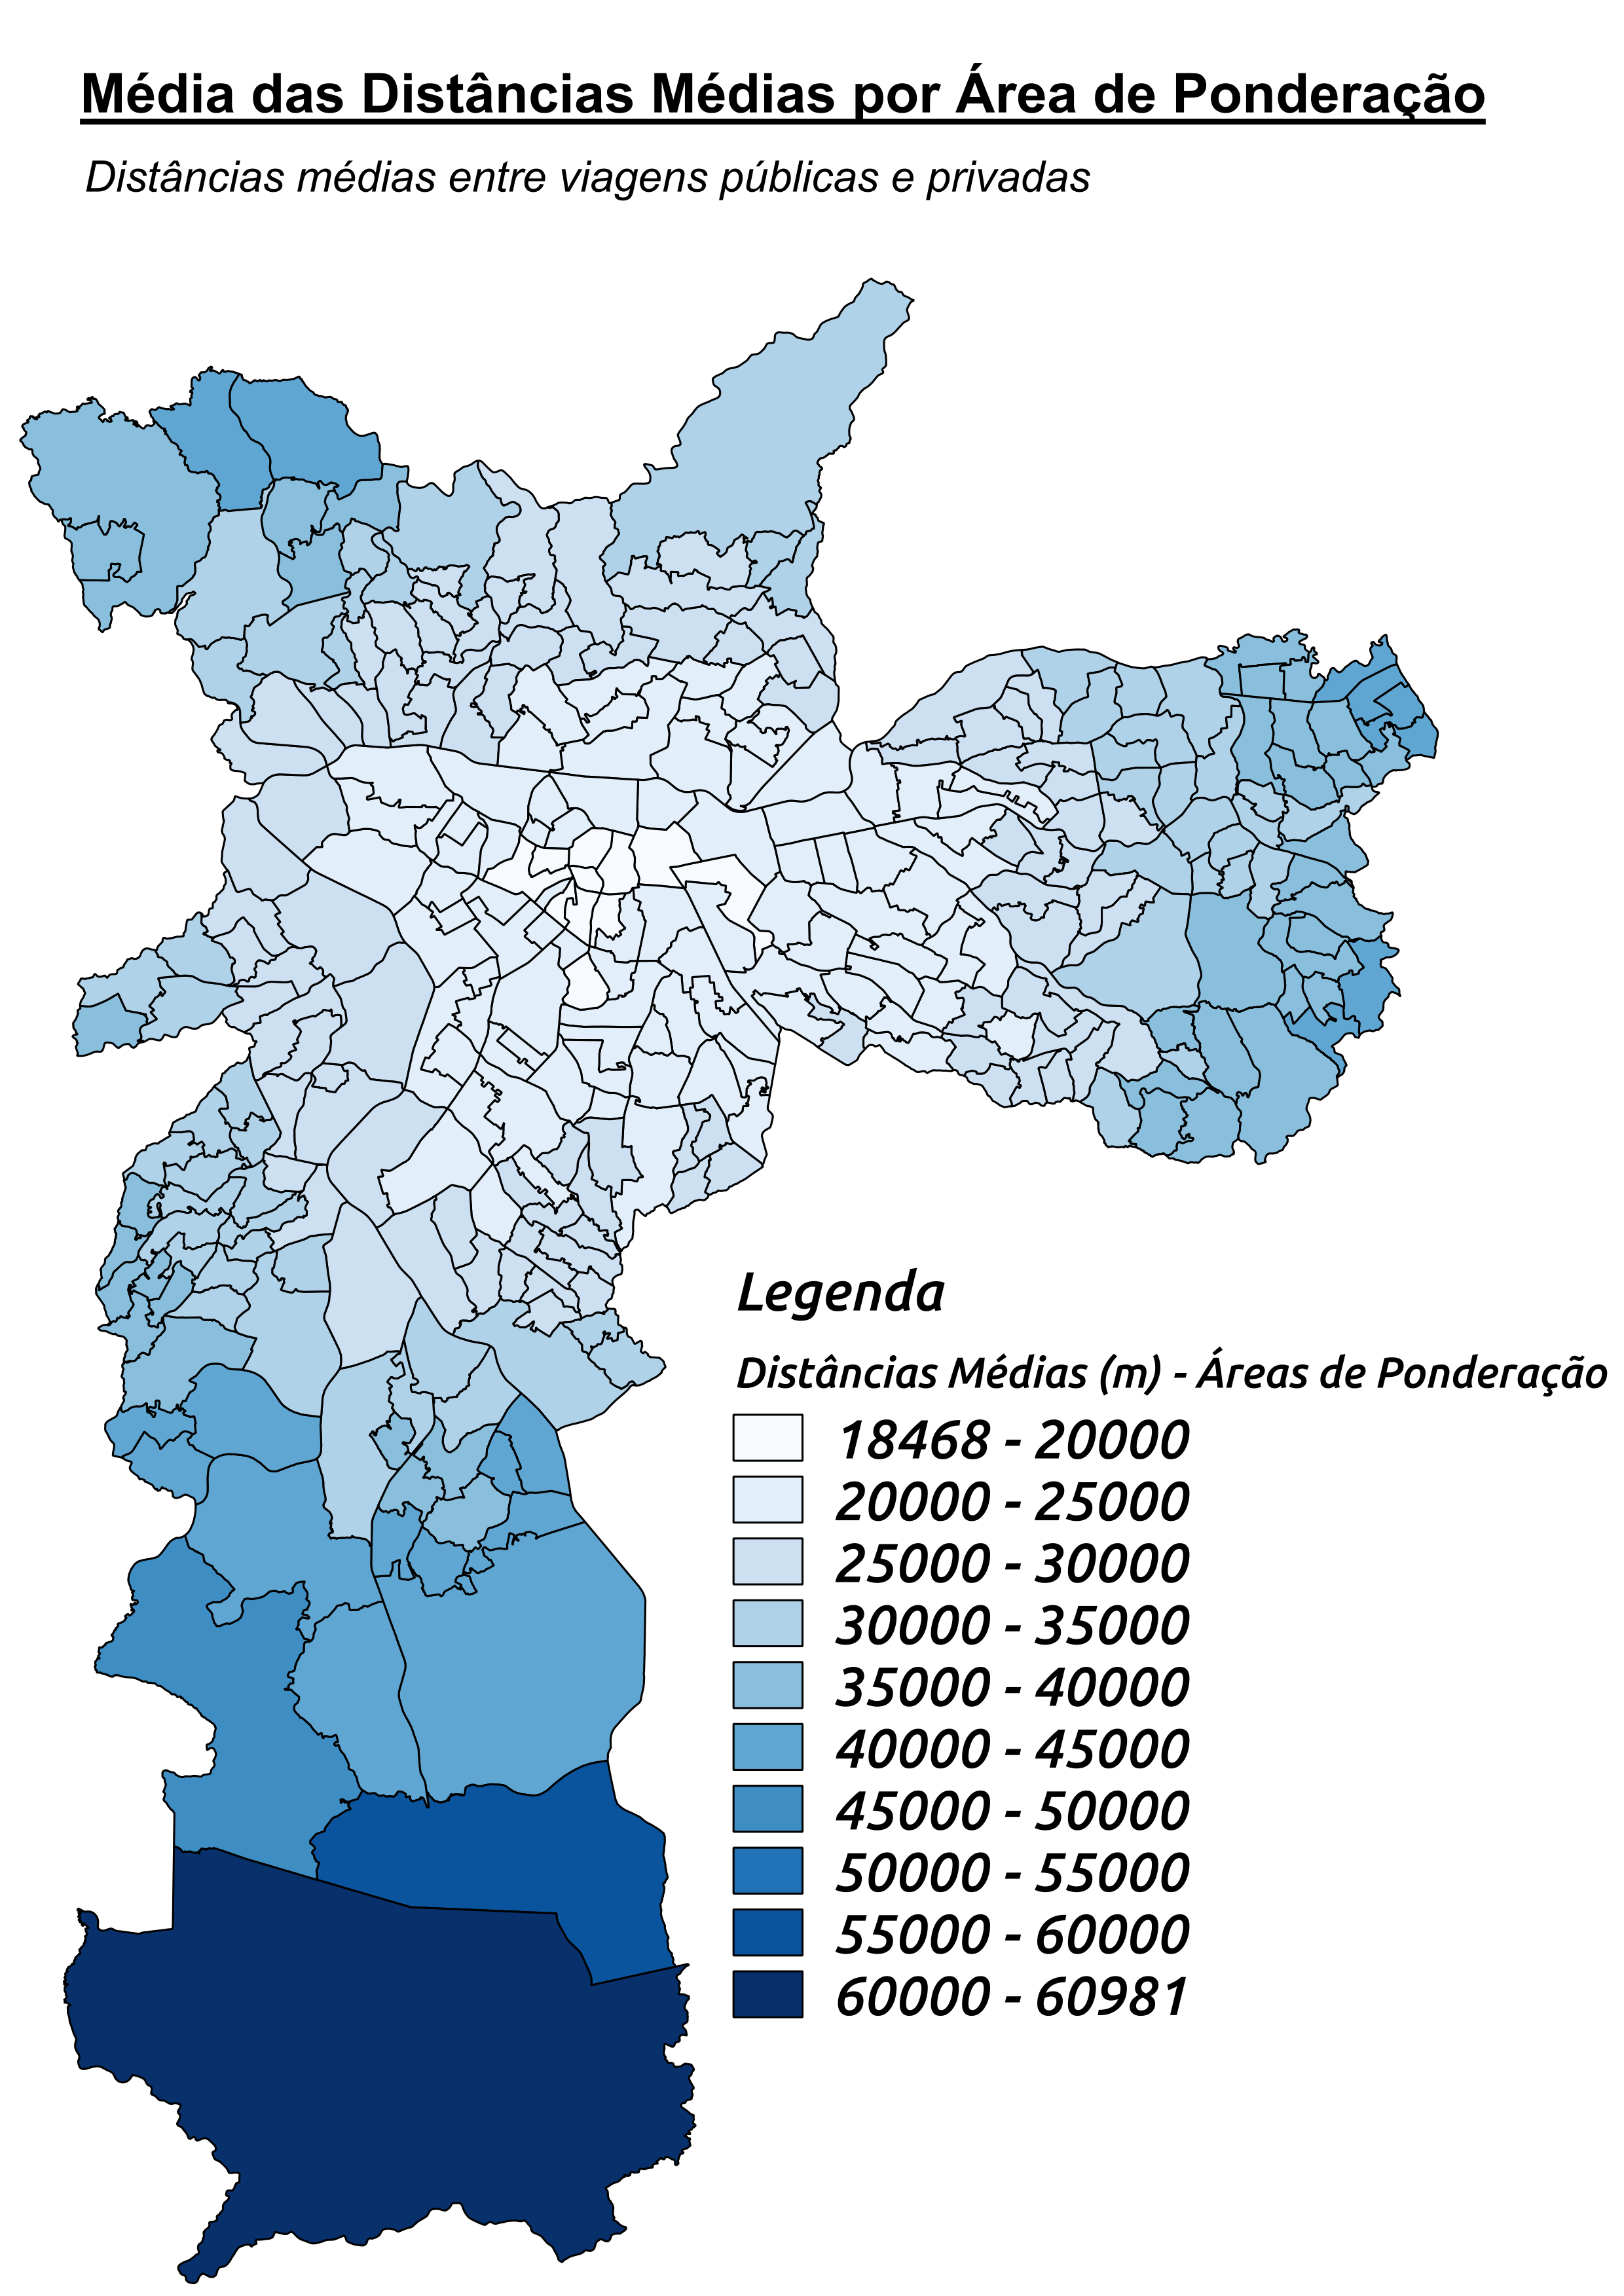 Média das Distâncias Médias por Área de Ponderação
Distâncias médias entre viagens públicas e privadas
Legenda
Distâncias Médias (m) - Áreas de Ponderação
18468 - 20000
20000 - 25000
25000 - 30000
30000 - 35000
35000 - 40000
40000 - 45000
45000 - 50000
50000 - 55000
55000 - 60000
60000 - 60981